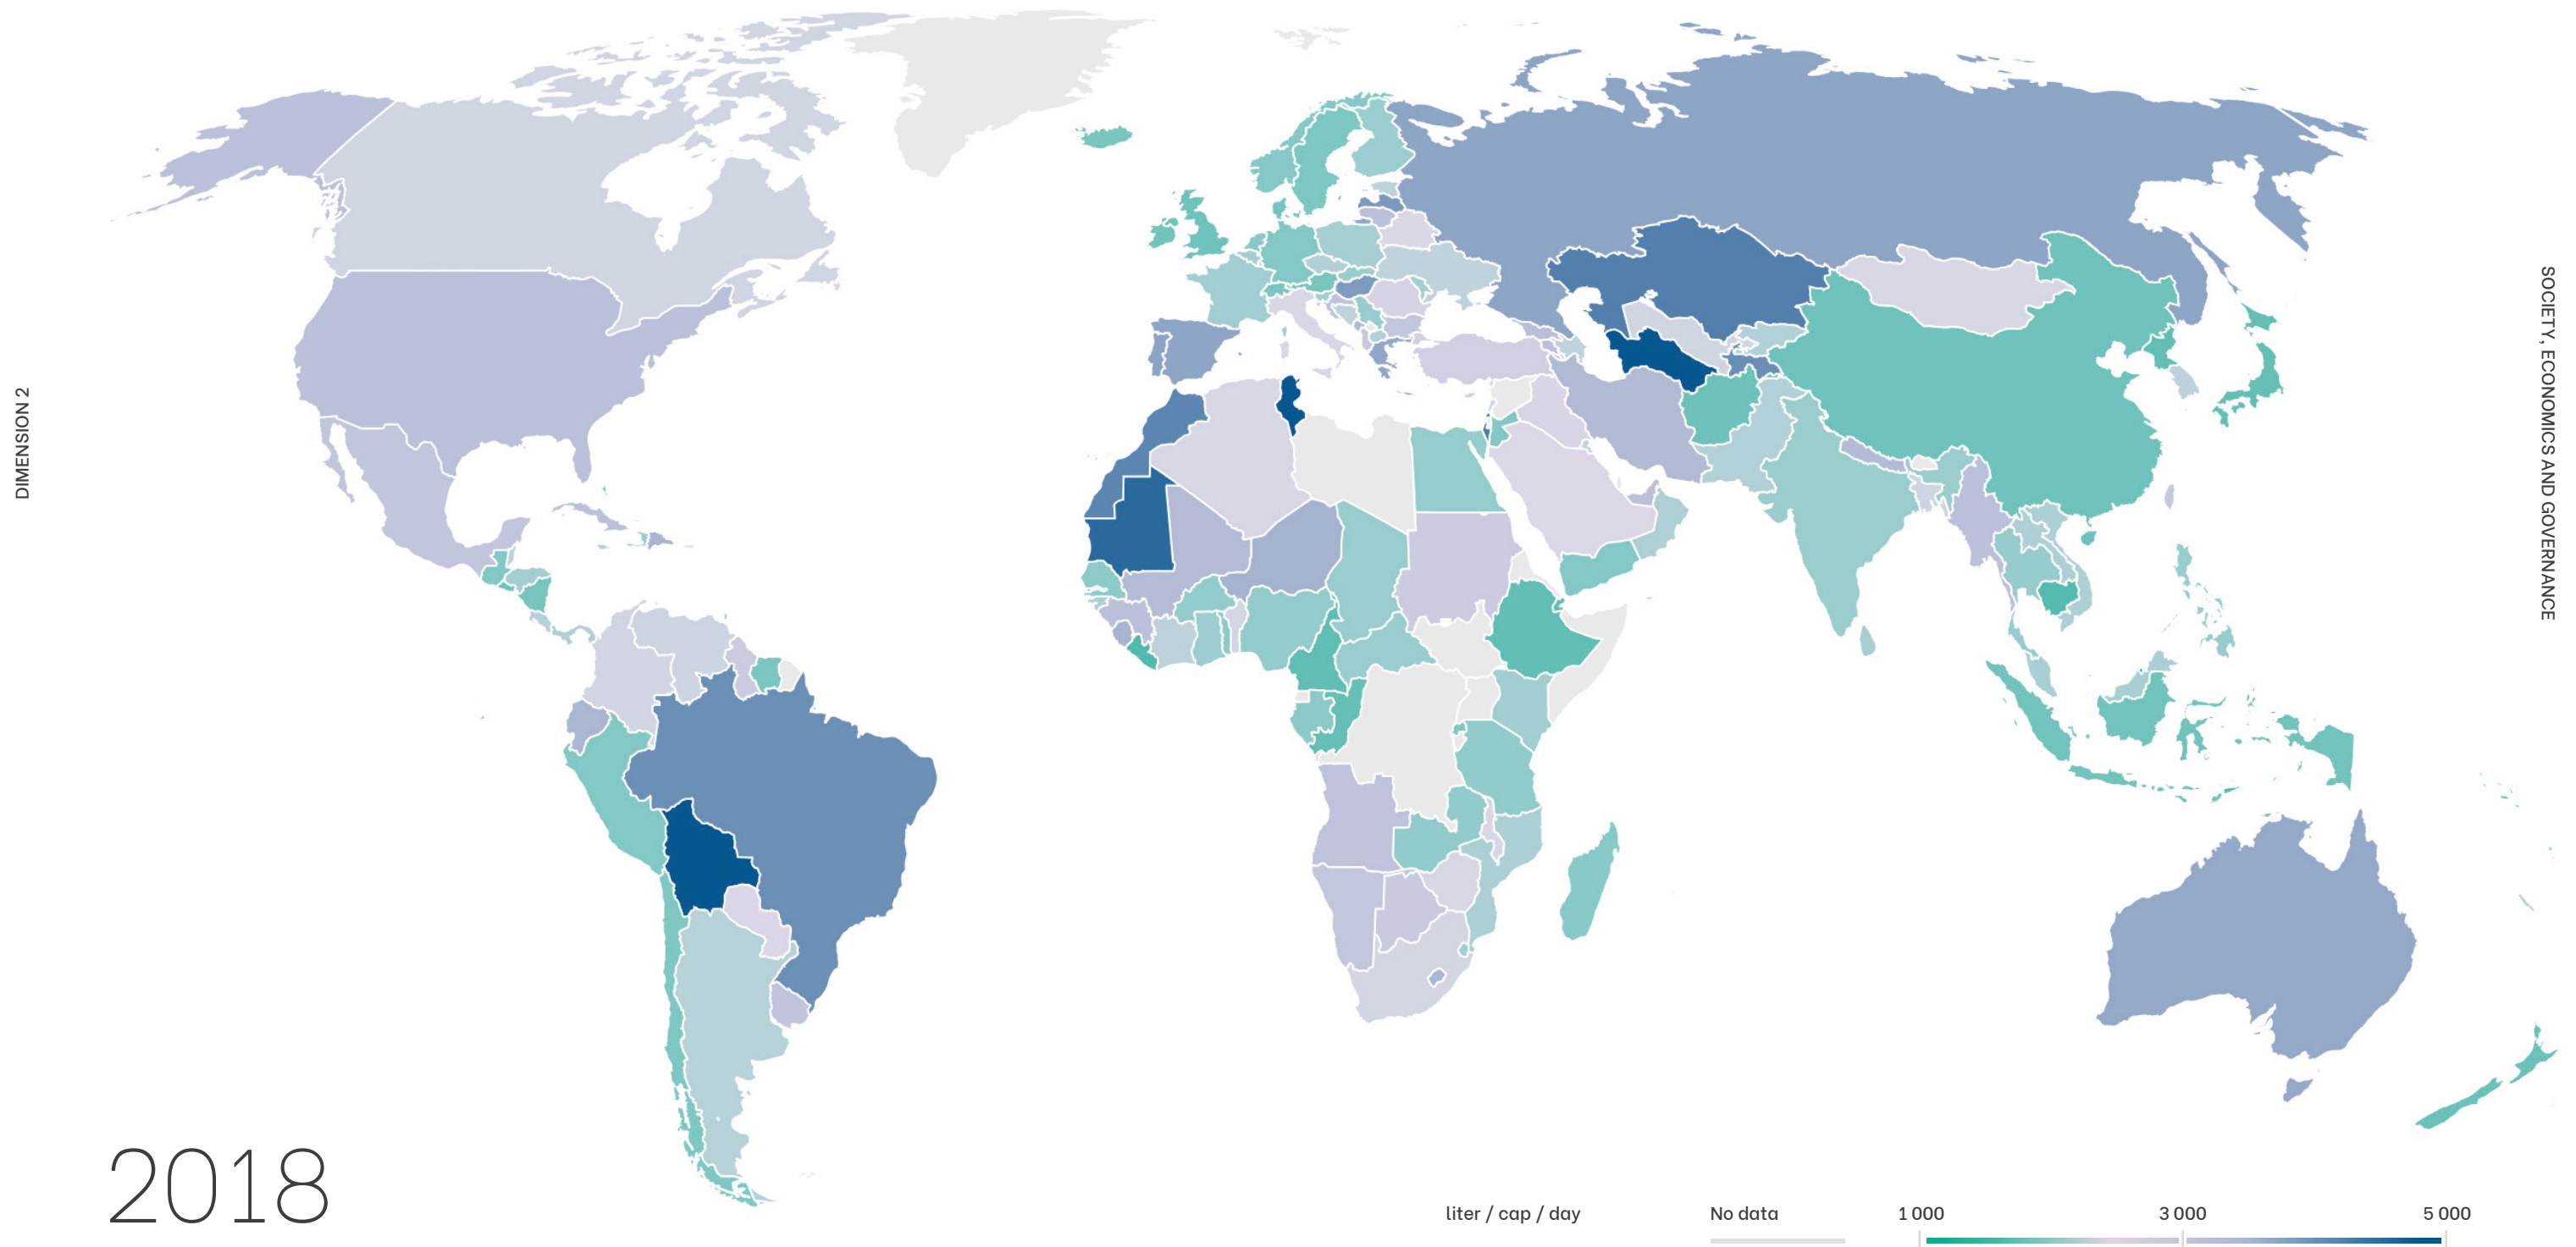 DIMENSION 2
SOCIETY, ECONOMICS AND GOVERNANCE
2018
liter / cap / day
No data
1 000
3 000
5 000